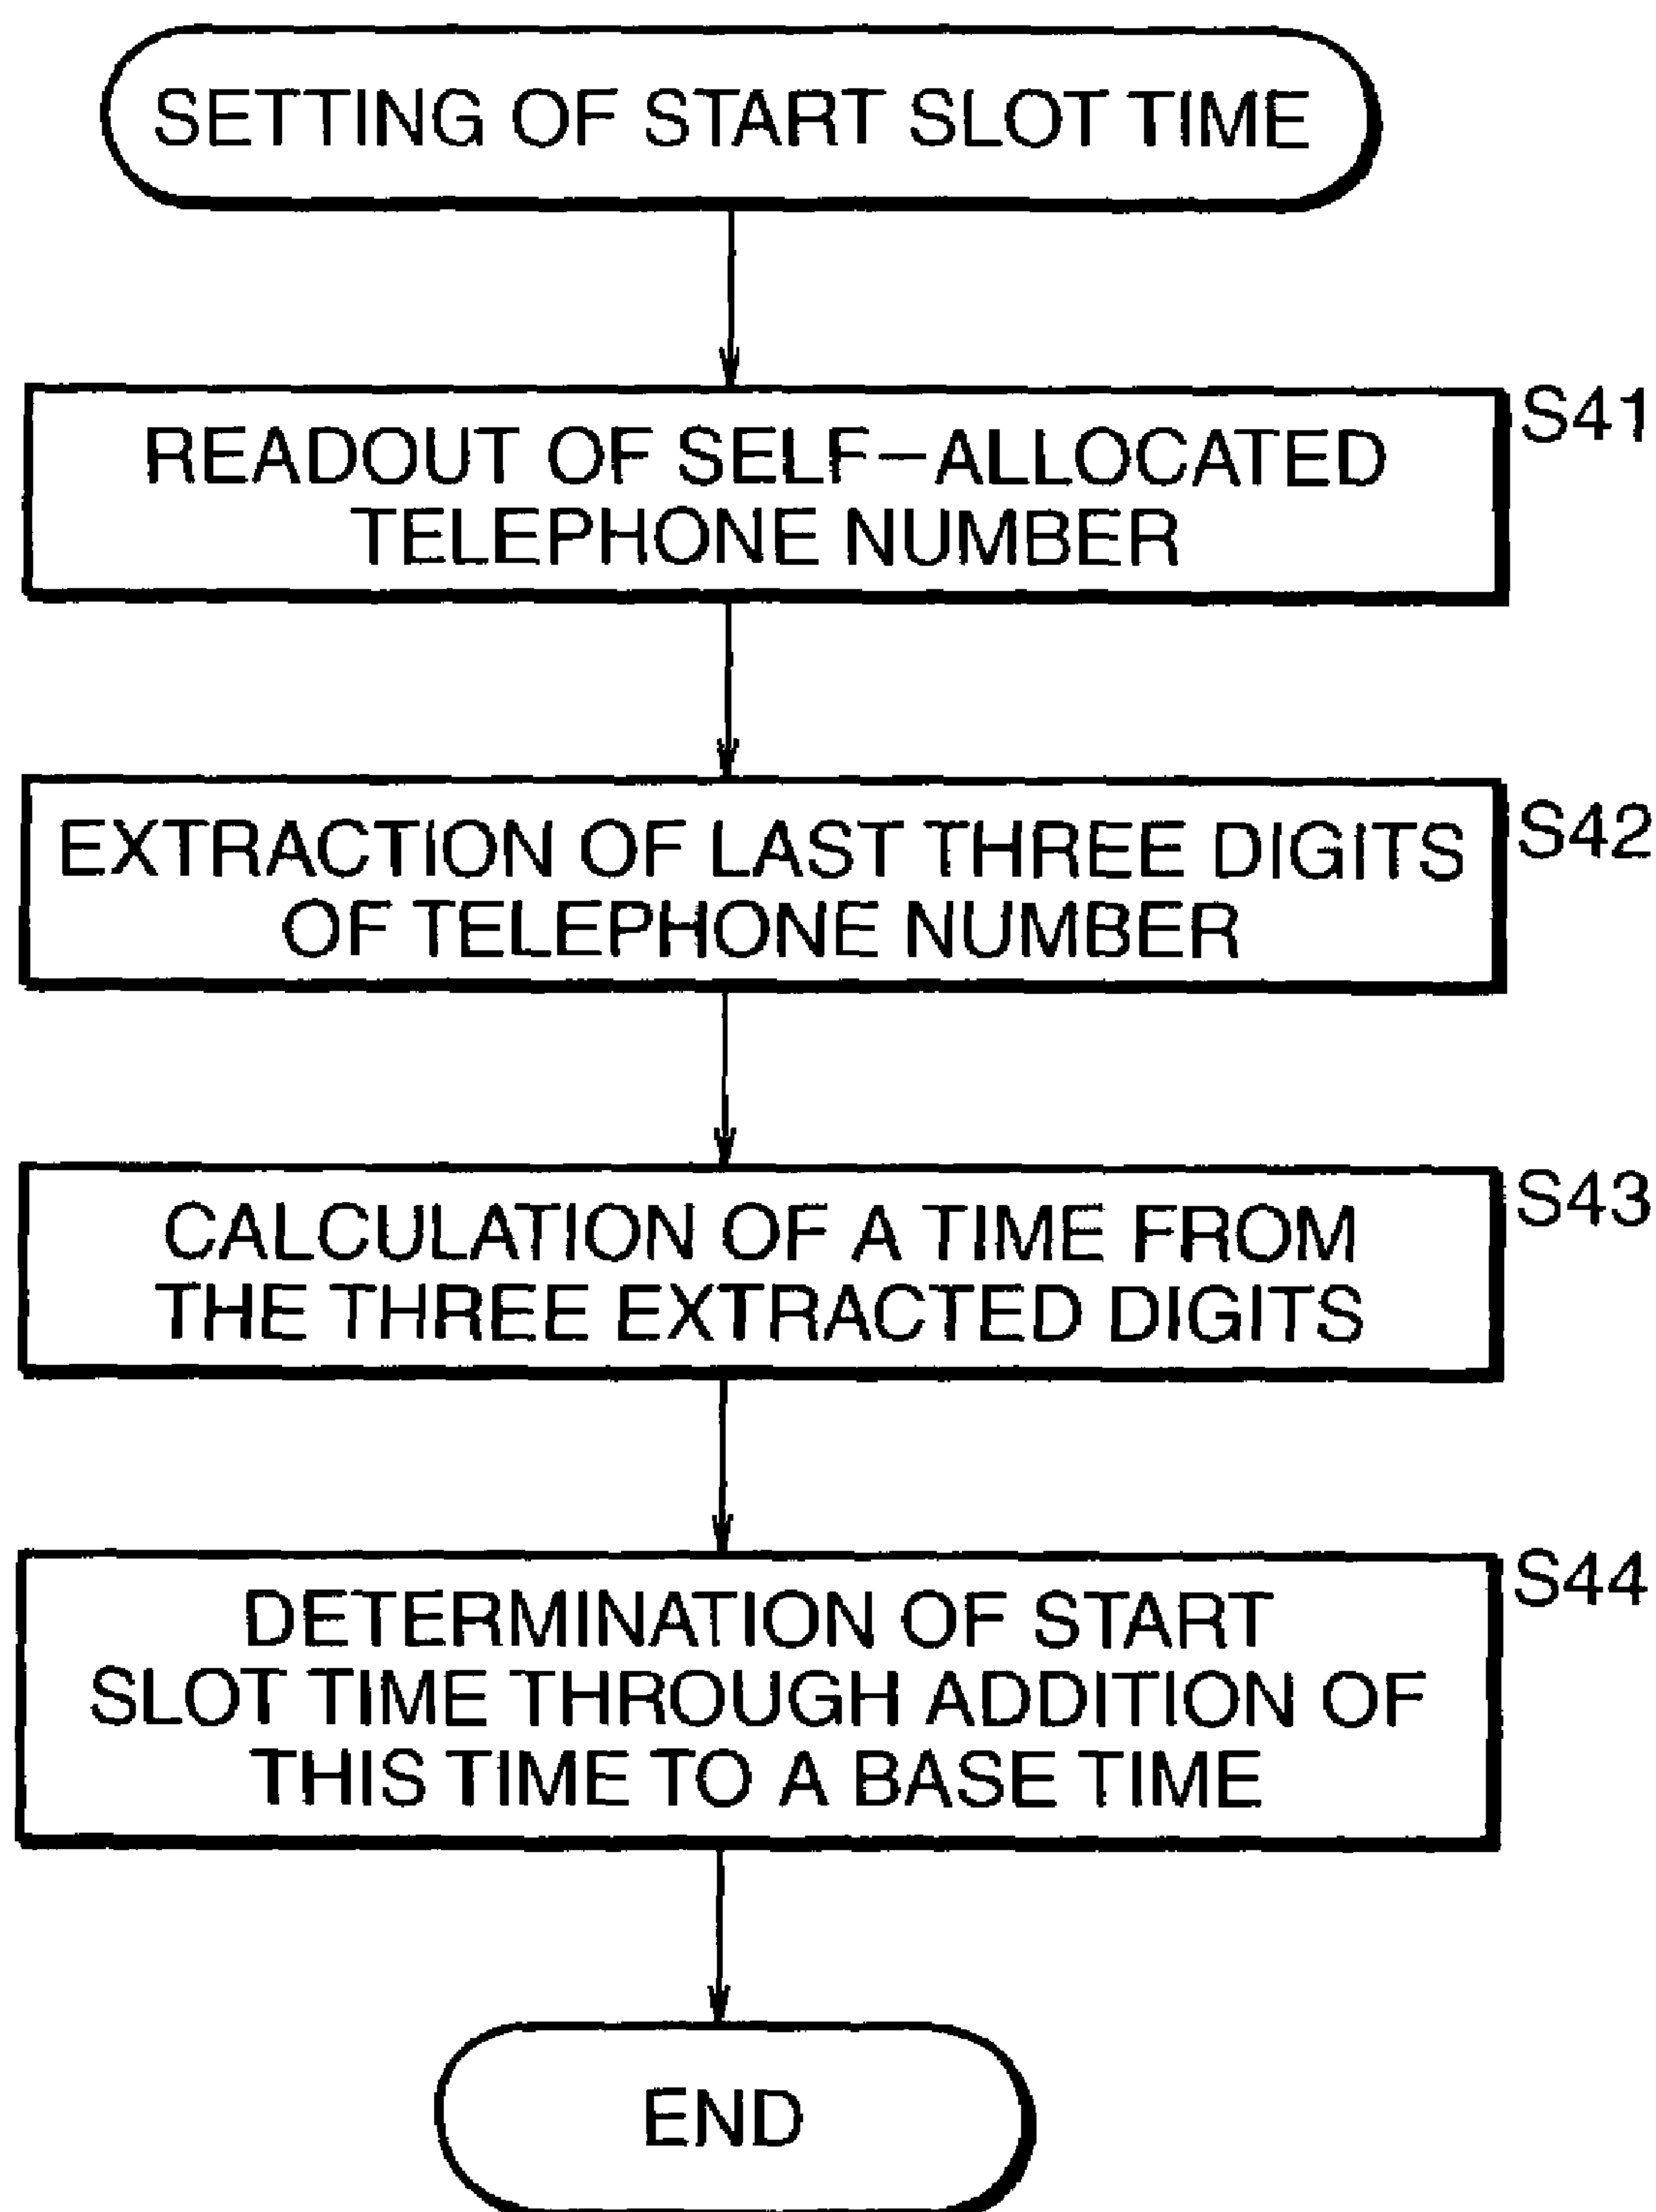 SETTING OF START SLOT TIME
S41
READOUT OF SELF-ALLOCATED
TELEPHONE NUMBER
S42
EXTRACTION OF LAST THREE DIGITS
OF TELEPHONE NUMBER
S43
CALCULATION OF A TIME FROM
THE THREE EXTRACTED DIGITS
S44
DETERMINATION OF START
SLOT TIME THROUGH ADDITION OF
THIS TIME TO A BASE TIME
END